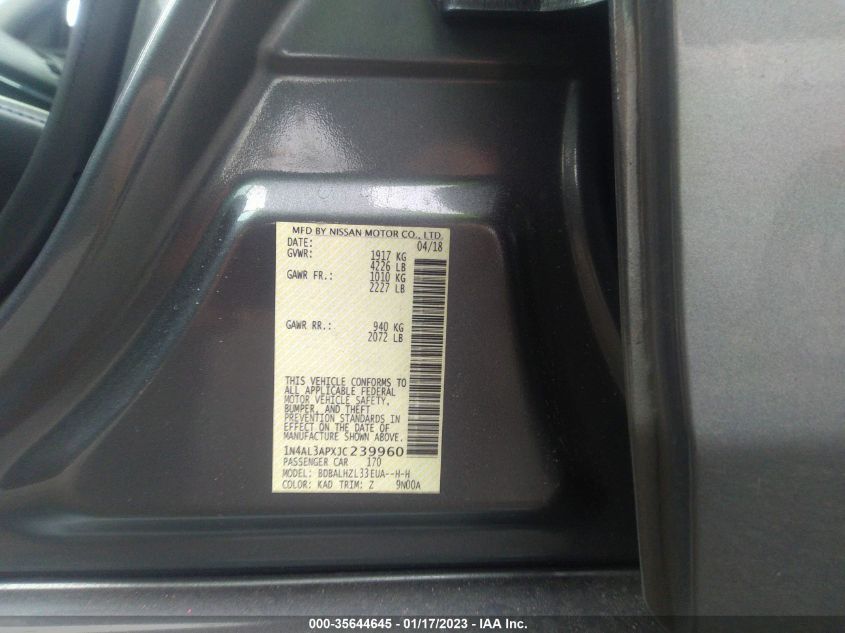 MFD BY NISSAN MOTOR CO., LTD.
DATE: 04/18
GVWR: 1917 KG
4226 LB
GAWR FR.: 1010 KG
2227 LB
GAWR RR.: 940 KG
2072 LB
THIS VEHICLE CONFORMS TO
ALL APPLICABLE FEDERAL
MOTOR VEHICLE SAFETY,
BUMPER, AND THEFT
PREVENTION STANDARDS IN
EFFECT ON THE DATE OF
MANUFACTURE SHOWN ABOVE.
1N4AL3APXJC239960
PASSENGER CAR 170
MODEL: BDBALHZL33EUA--H-H
COLOR: KAD TRIM: Z 9N00A
000-35644645 - 01/17/2023 - IAA Inc.